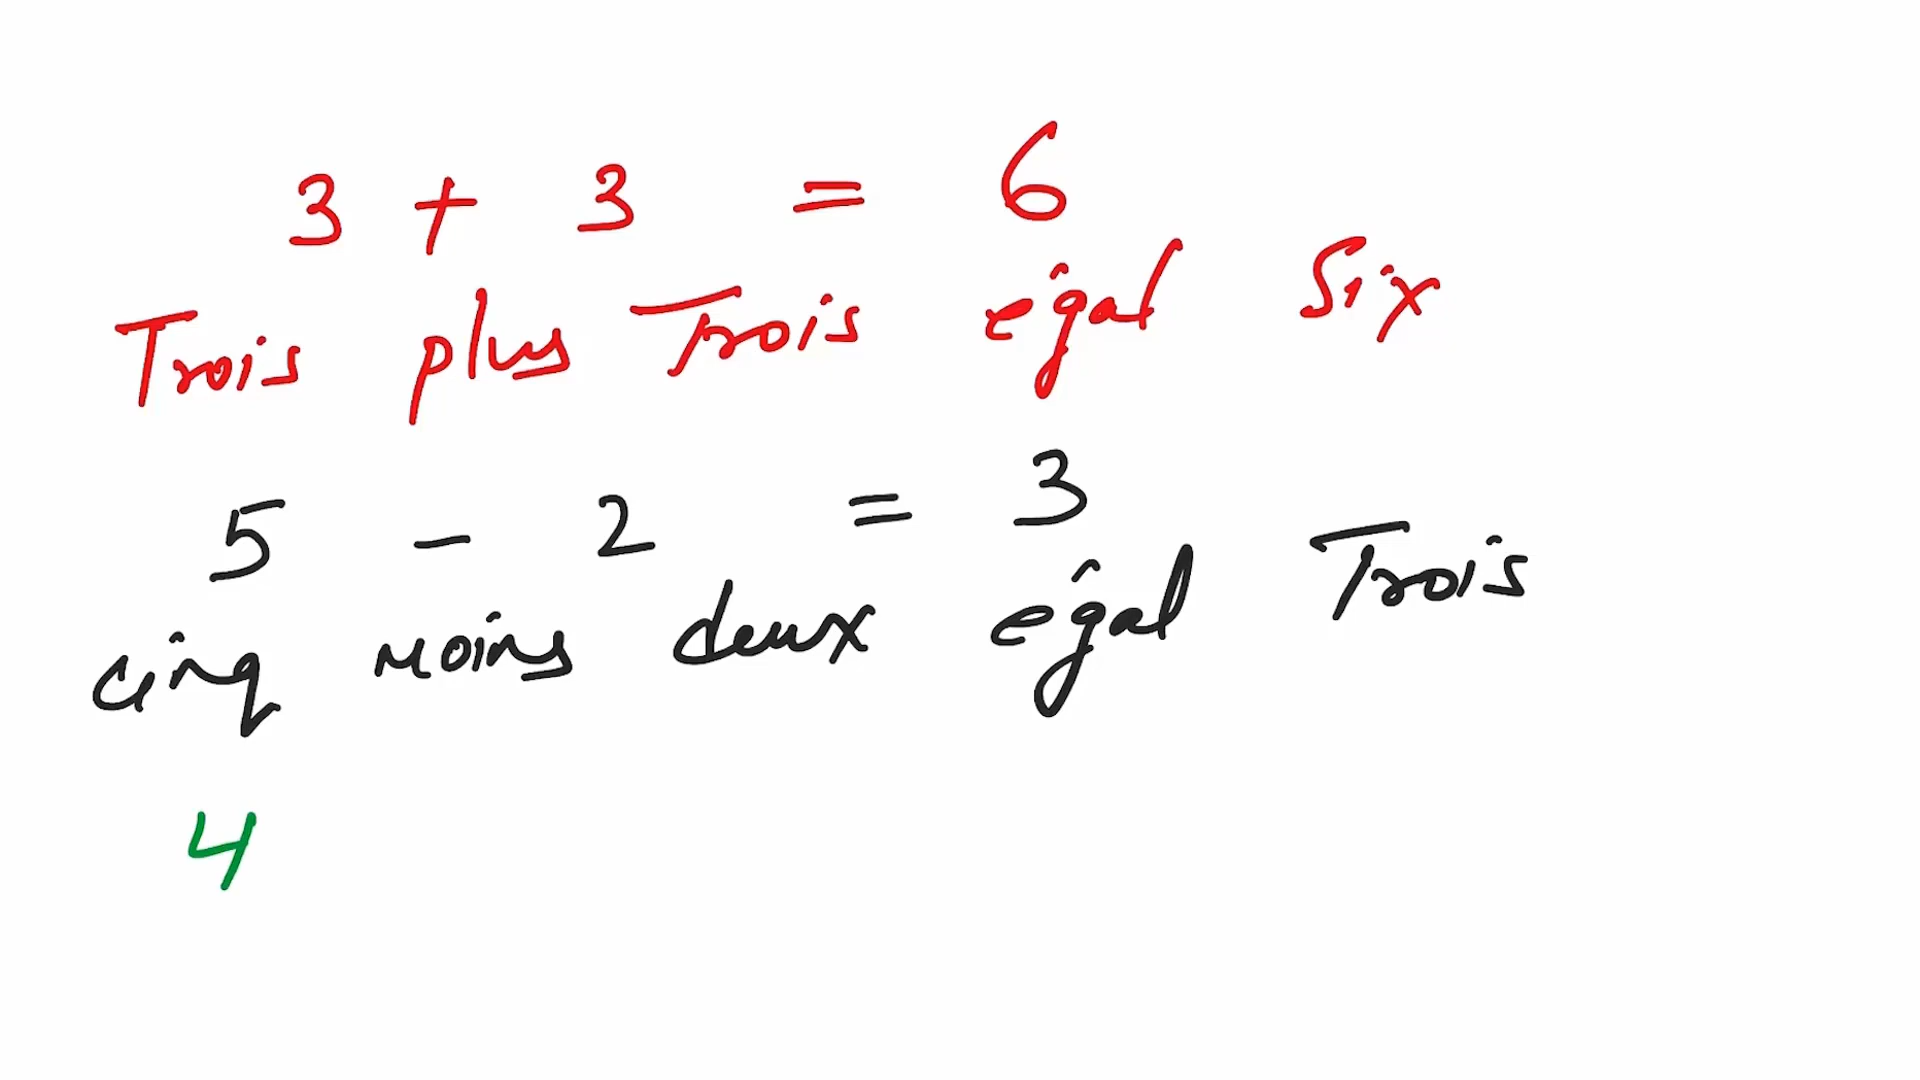 3 + 3 = 6
Trois plus Trois égal Six
5 - 2 = 3
cinq moins deux égal Trois
4